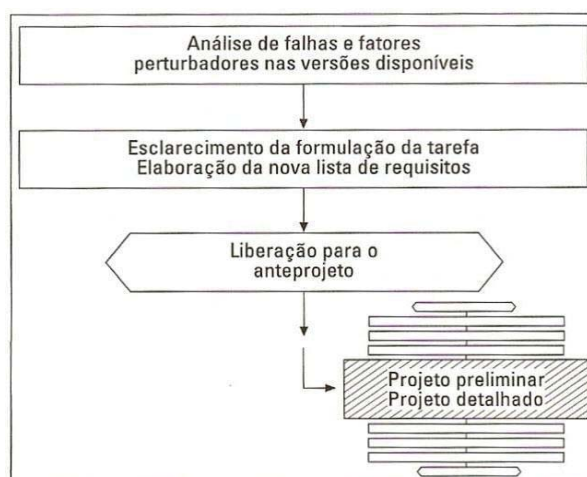 Análise de falhas e fatores
perturbadores nas versões disponíveis
Esclarecimento da formulação da tarefa
Elaboração da nova lista de requisitos
Liberação para o
anteprojeto
Projeto preliminar
Projeto detalhado